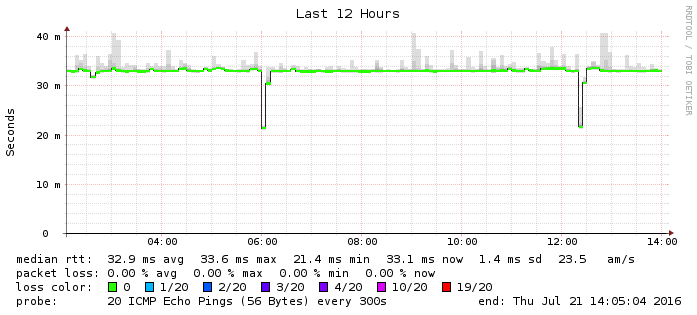 Last 12 Hours
RRDTOOL / TOBI OETIKER
Seconds
40 m
30 m
20 m
10 m
0
04:00 06:00 08:00 10:00 12:00 14:00
median rtt: 32.9 ms avg 33.6 ms max 21.4 ms min 33.1 ms now 1.4 ms sd 23.5 am/s
packet loss: 0.00 % avg 0.00 % max 0.00 % min 0.00 % now
loss color: 0 1/20 2/20 3/20 4/20 10/20 19/20
probe: 20 ICMP Echo Pings (56 Bytes) every 300s end: Thu Jul 21 14:05:04 2016